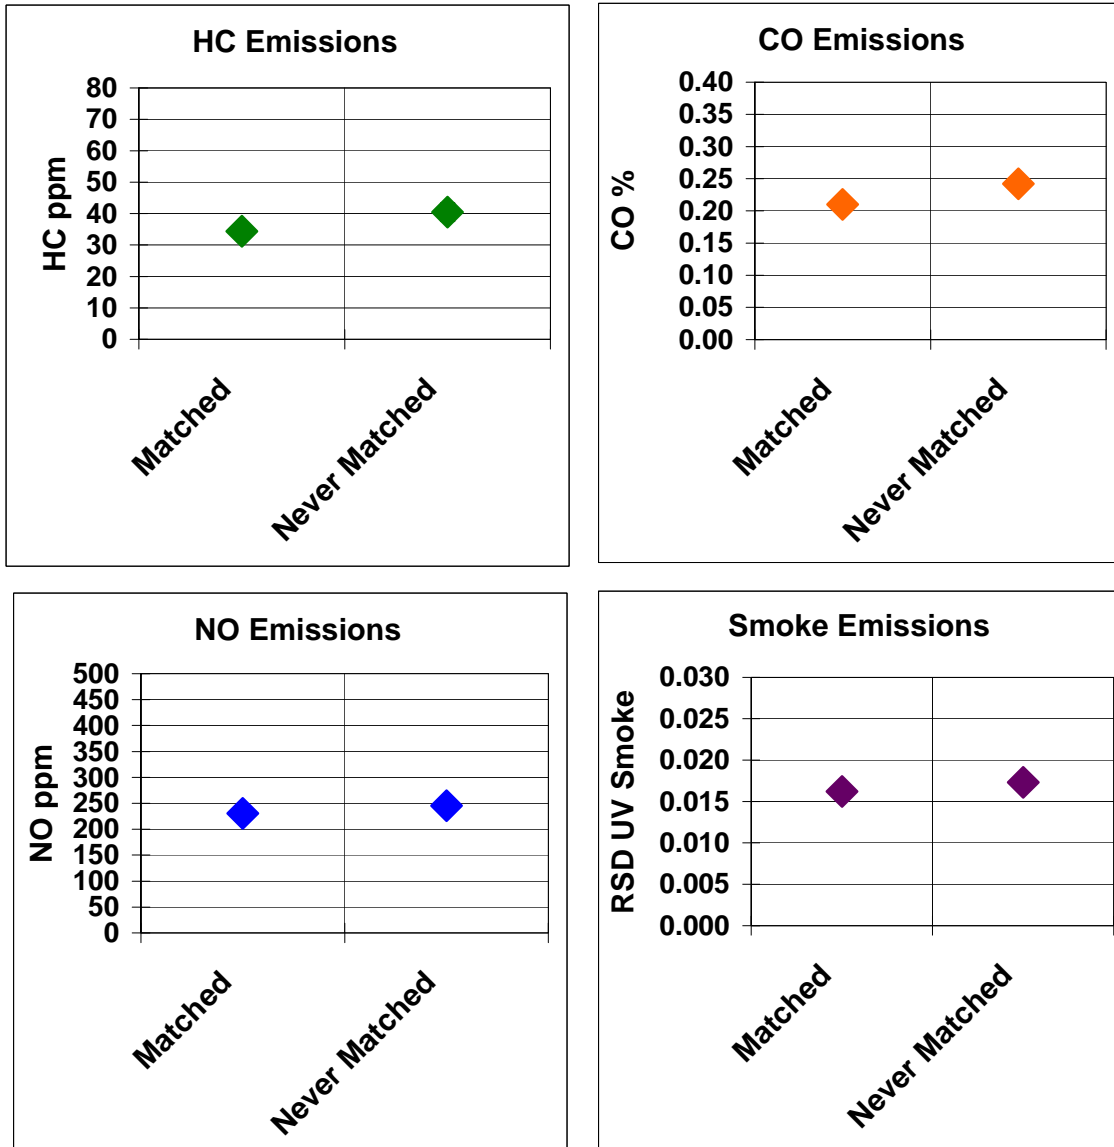 HC Emissions
HC ppm
80
70
60
50
40
30
20
10
0
Matched
Never Matched
CO Emissions
CO %
0.40
0.35
0.30
0.25
0.20
0.15
0.10
0.05
0.00
Matched
Never Matched
NO Emissions
NO ppm
500
450
400
350
300
250
200
150
100
50
0
Matched
Never Matched
Smoke Emissions
RSD UV Smoke
0.030
0.025
0.020
0.015
0.010
0.005
0.000
Matched
Never Matched